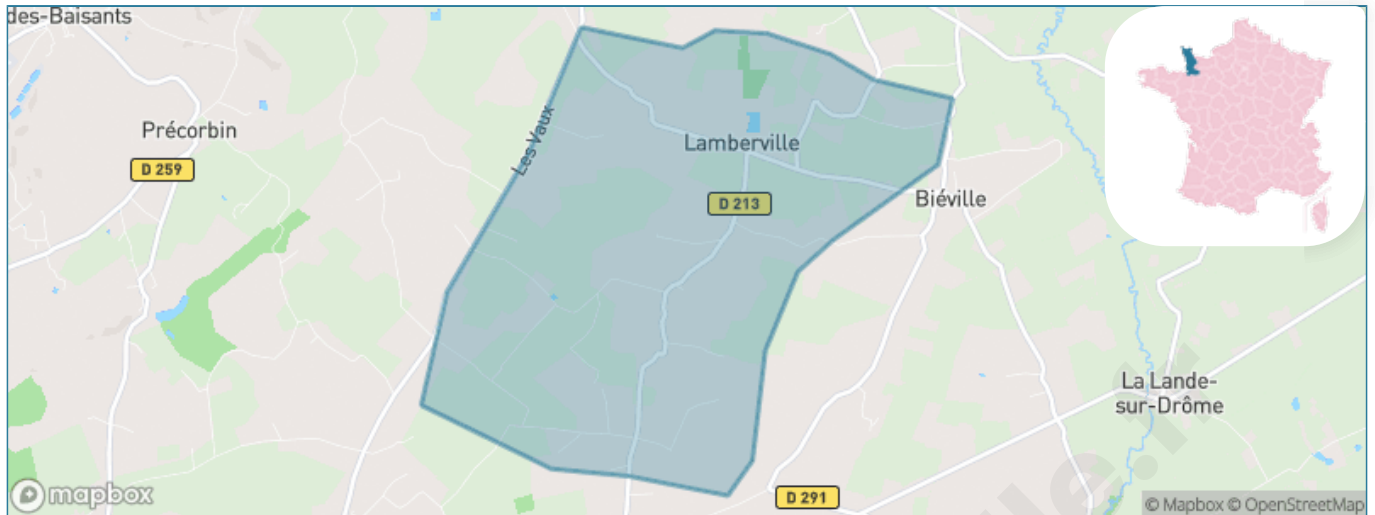 des-Baisants
Précorbin
D 259
Les Vaux
Lamberville
D 213
Biéville
La Lande-
sur-Drôme
D 291
mapbox
© Mapbox © OpenStreetMap